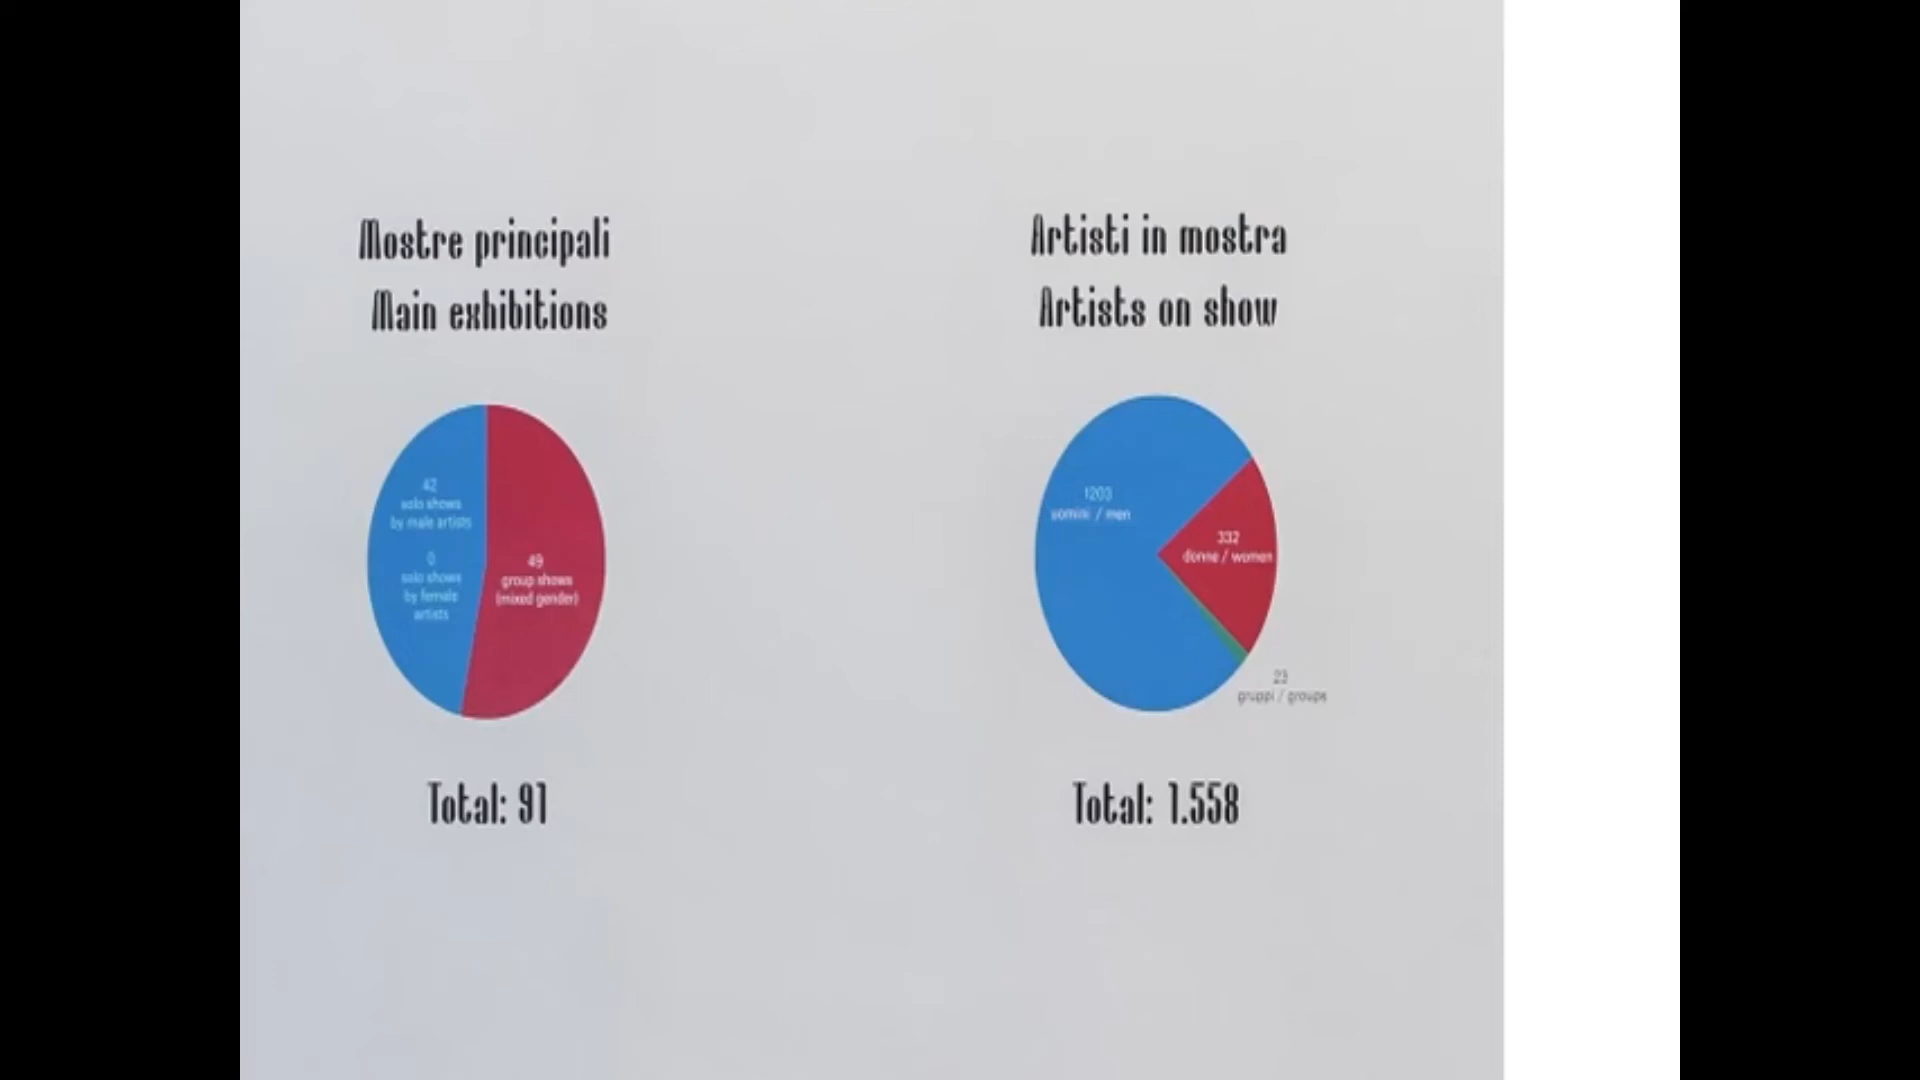 Mostre principali
Main exhibitions
42
solo shows
by male artists
0
solo shows
by female
artists
49
group shows
(mixed gender)
Total: 91
Artisti in mostra
Artists on show
1203
uomini / men
332
donne / women
23
gruppi / groups
Total: 1.558